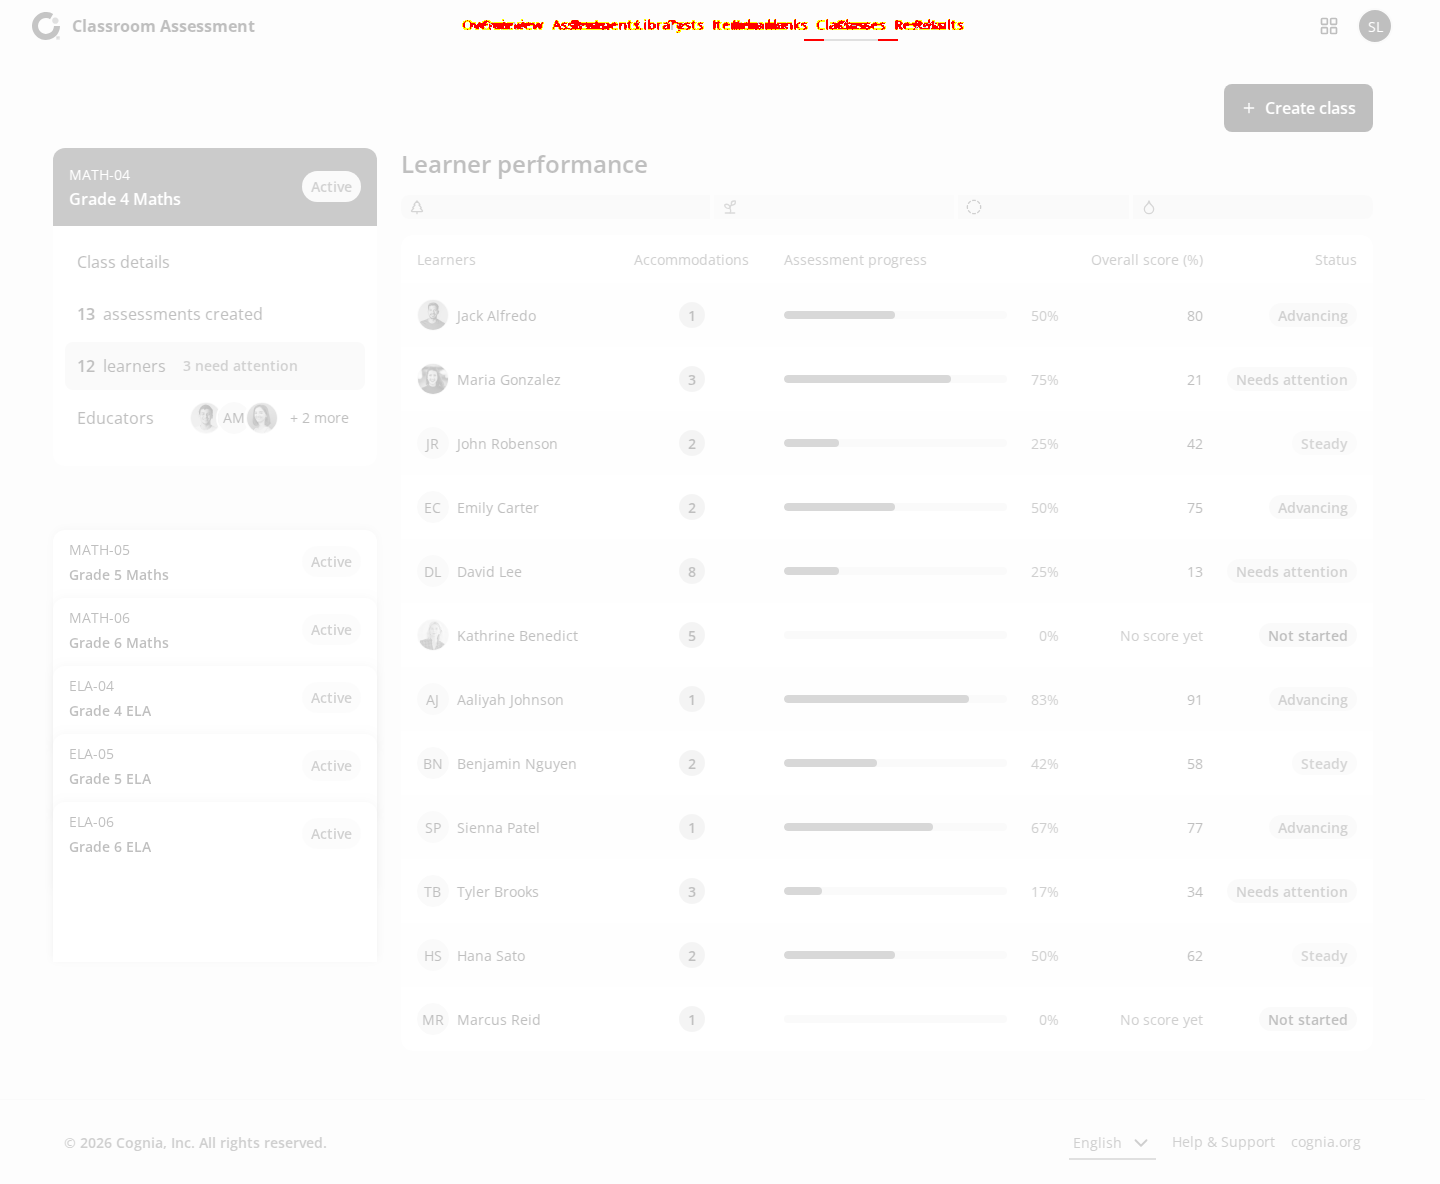 Classroom Assessment
SL
+ Create class
MATH-04
Grade 4 Maths
Active
Class details
13 assessments created
12 learners 3 need attention
Educators AM + 2 more
MATH-05
Grade 5 Maths
Active
MATH-06
Grade 6 Maths
Active
ELA-04
Grade 4 ELA
Active
ELA-05
Grade 5 ELA
Active
ELA-06
Grade 6 ELA
Active
Learner performance
Learners Accommodations Assessment progress Overall score (%) Status
Jack Alfredo 1 50% 80 Advancing
Maria Gonzalez 3 75% 21 Needs attention
JR John Robenson 2 25% 42 Steady
EC Emily Carter 2 50% 75 Advancing
DL David Lee 8 25% 13 Needs attention
Kathrine Benedict 5 0% No score yet Not started
AJ Aaliyah Johnson 1 83% 91 Advancing
BN Benjamin Nguyen 2 42% 58 Steady
SP Sienna Patel 1 67% 77 Advancing
TB Tyler Brooks 3 17% 34 Needs attention
HS Hana Sato 2 50% 62 Steady
MR Marcus Reid 1 0% No score yet Not started
© 2026 Cognia, Inc. All rights reserved.
English Help & Support cognia.org